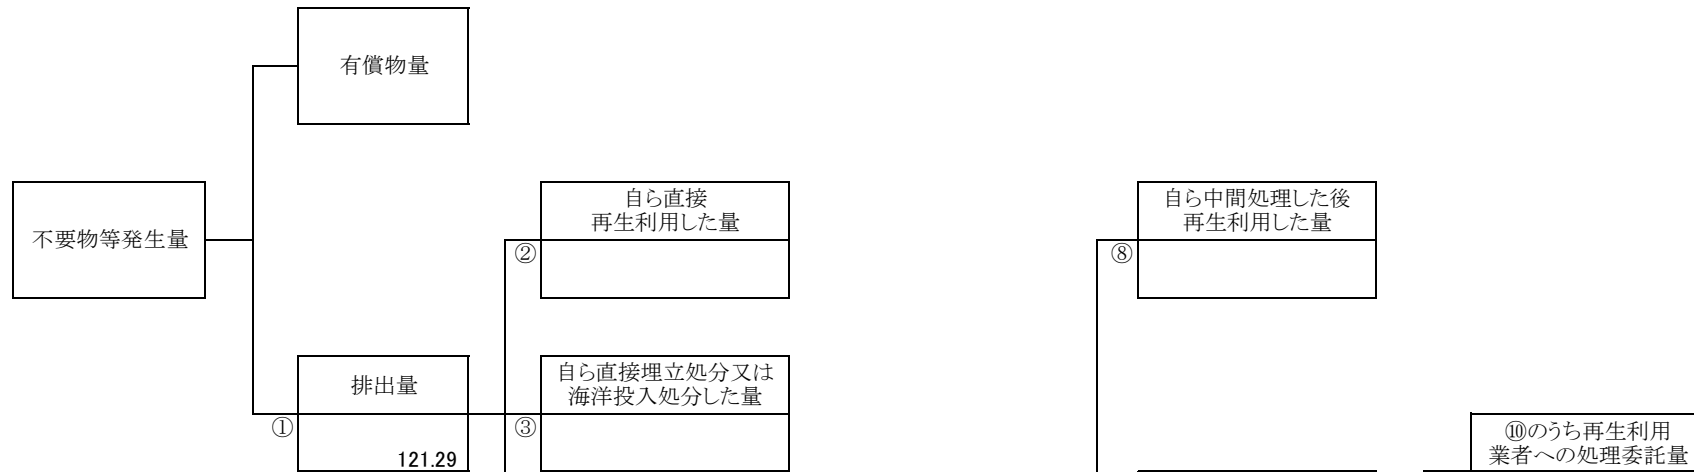 有償物量
不要物等発生量
自ら直接
再生利用した量
②
自ら中間処理した後
再生利用した量
⑧
排出量
①
121.29
自ら直接埋立処分又は
海洋投入処分した量
③
⑩のうち再生利用
業者への処理委託量